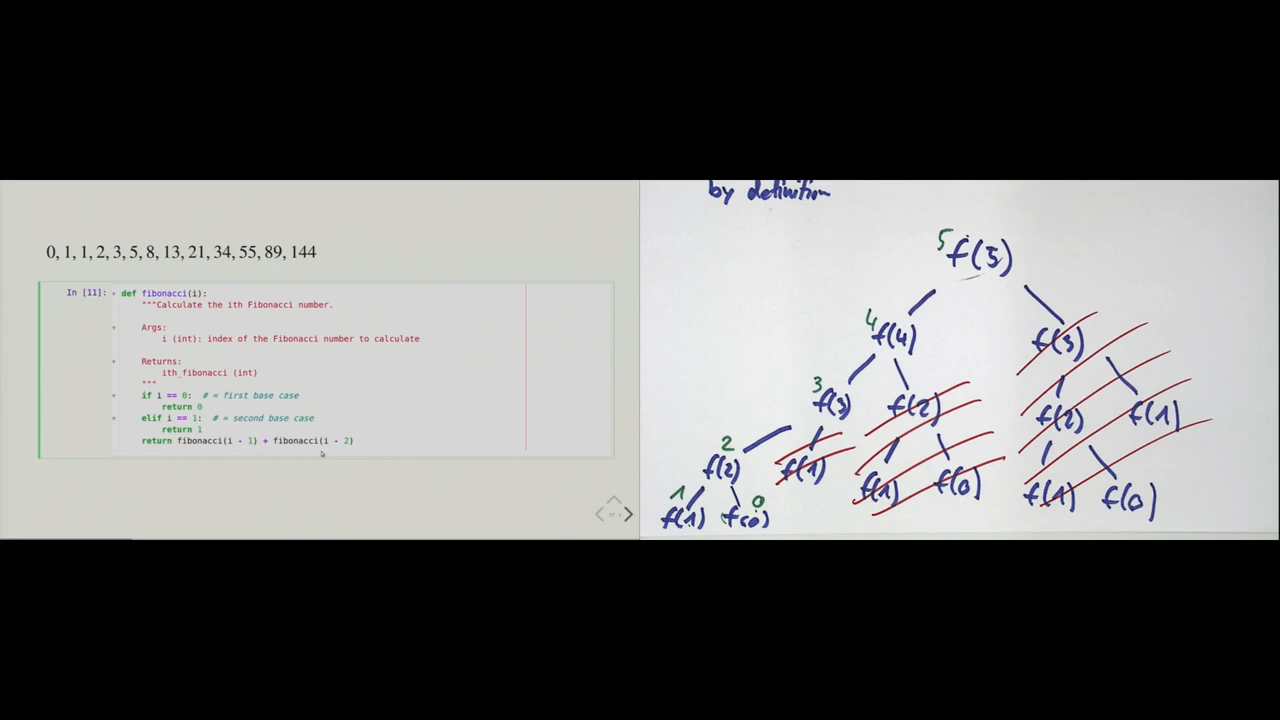 0, 1, 1, 2, 3, 5, 8, 13, 21, 34, 55, 89, 144
In [11]: def fibonacci(i):
"""Calculate the ith Fibonacci number.
Args:
i (int): index of the Fibonacci number to calculate
Returns:
ith_fibonacci (int)
"""
if i == 0: # = first base case
return 0
elif i == 1: # = second base case
return 1
return fibonacci(i - 1) + fibonacci(i - 2)
by definition
5 f(5)
4 f(4) f(3)
3 f(3) f(2) f(2) f(1)
2 f(2) f(1) f(1) f(0) f(1) f(0)
1 f(1) 0 f(0)